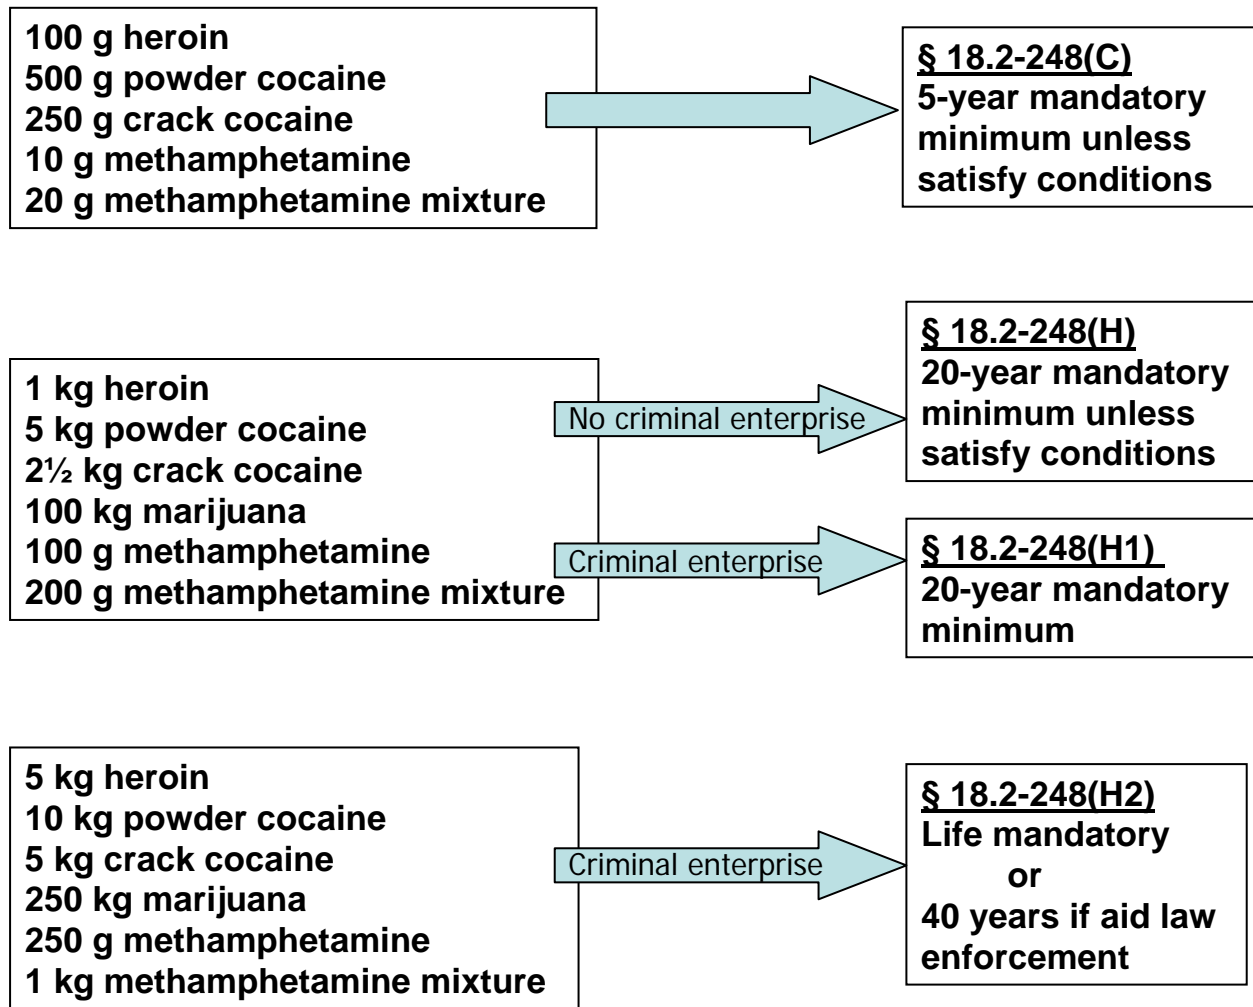 100 g heroin
500 g powder cocaine
250 g crack cocaine
10 g methamphetamine
20 g methamphetamine mixture
§ 18.2-248(C)
5-year mandatory
minimum unless
satisfy conditions
1 kg heroin
5 kg powder cocaine
2½ kg crack cocaine
100 kg marijuana
100 g methamphetamine
200 g methamphetamine mixture
No criminal enterprise
§ 18.2-248(H)
20-year mandatory
minimum unless
satisfy conditions
Criminal enterprise
§ 18.2-248(H1)
20-year mandatory
minimum
5 kg heroin
10 kg powder cocaine
5 kg crack cocaine
250 kg marijuana
250 g methamphetamine
1 kg methamphetamine mixture
Criminal enterprise
§ 18.2-248(H2)
Life mandatory
or
40 years if aid law
enforcement